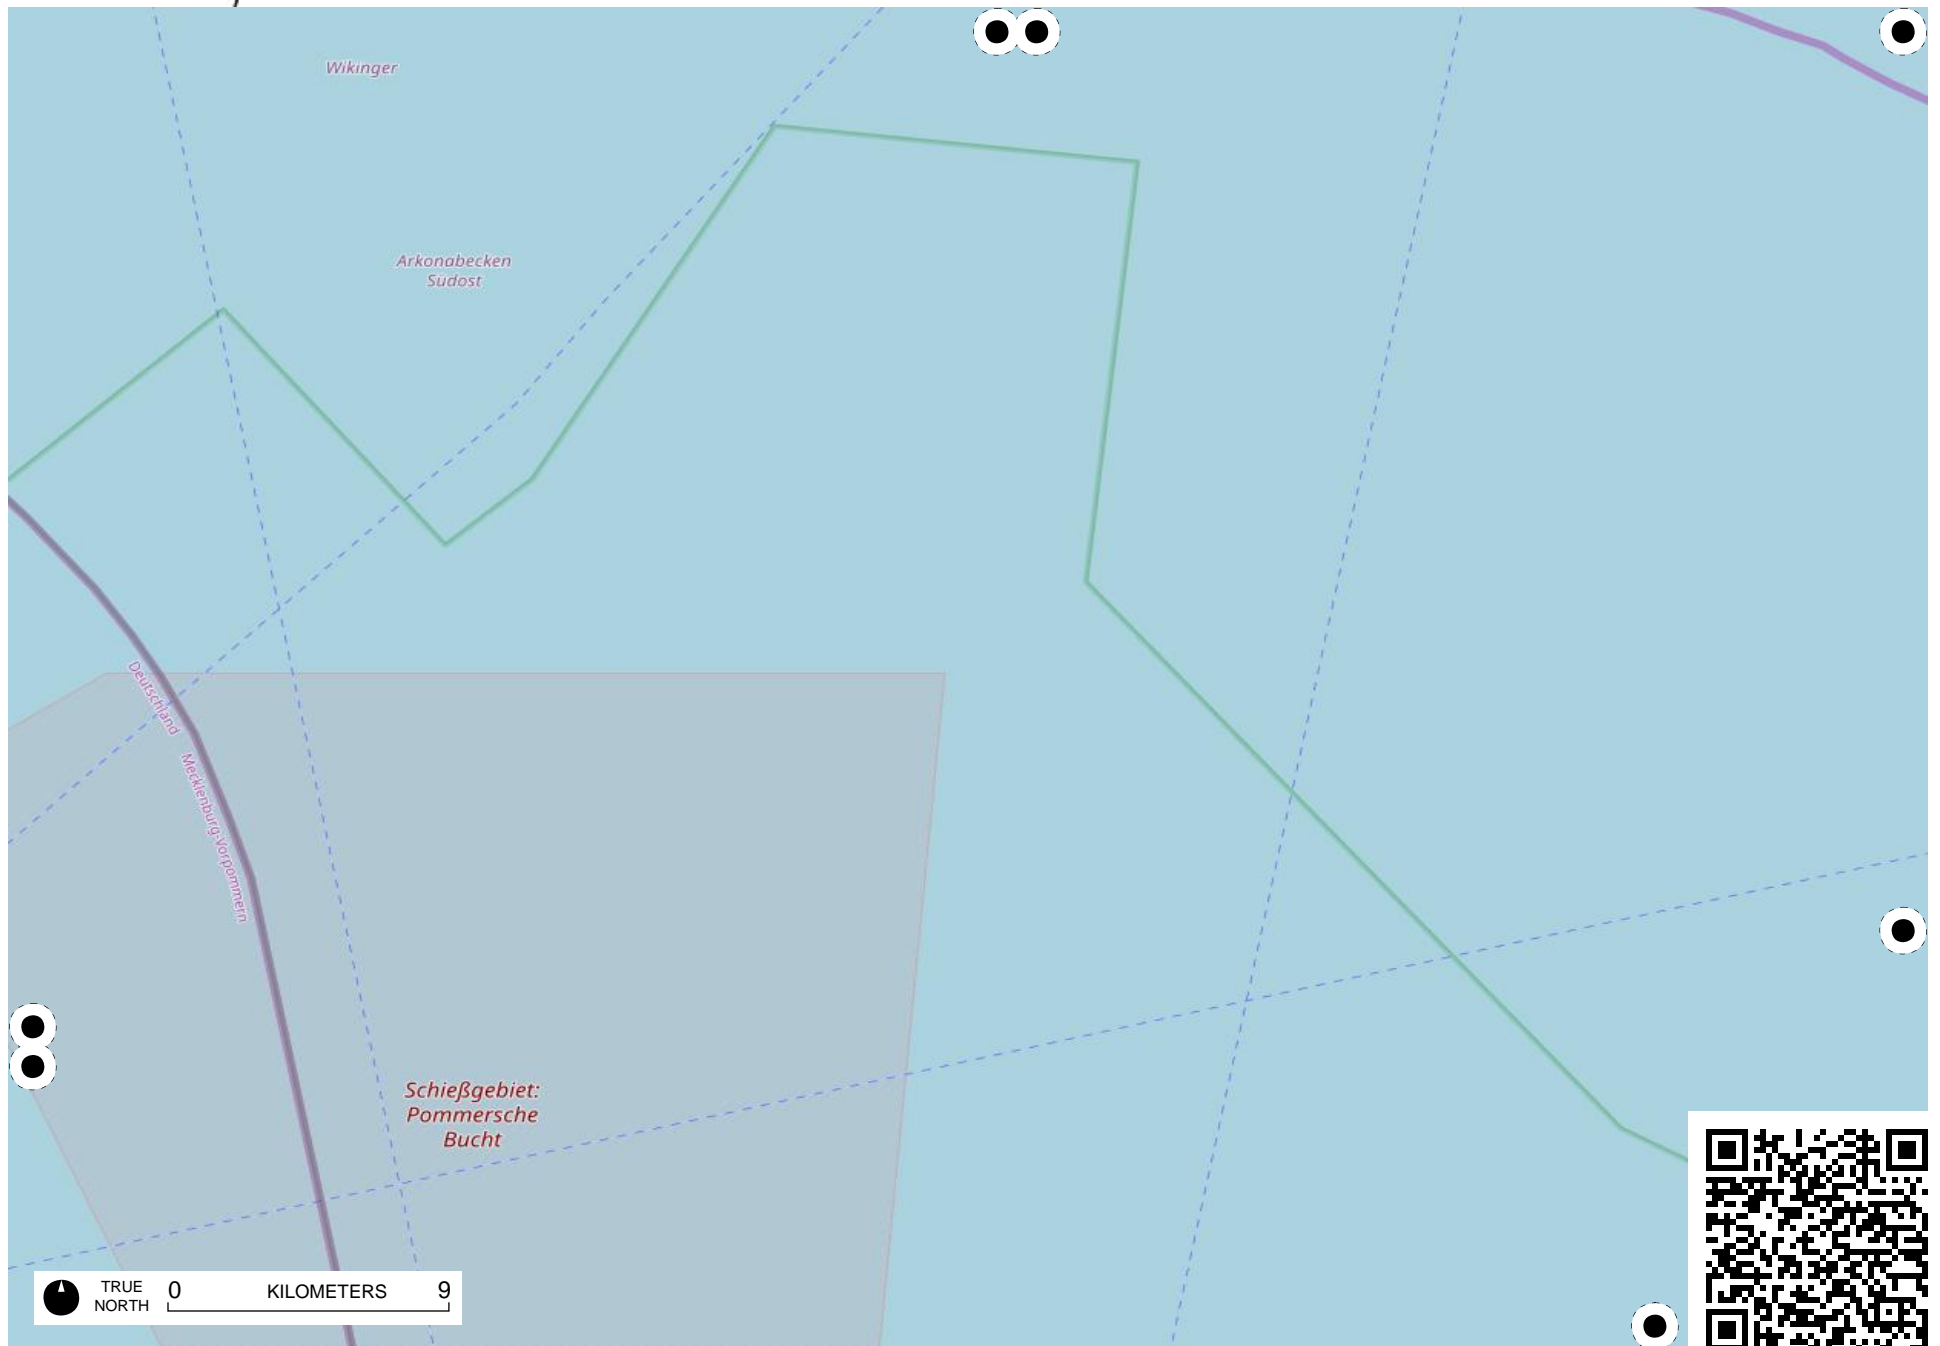 Wikinger
Arkonabecken
Südost
Deutschland
Mecklenburg-Vorpommern
Schießgebiet:
Pommersche
Bucht
TRUE
NORTH
0 KILOMETERS 9